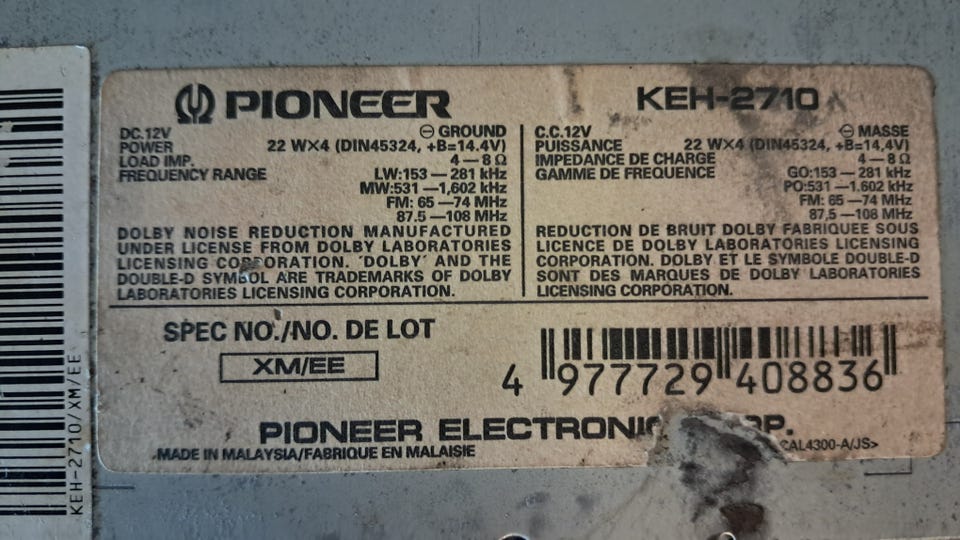 PIONEER
KEH-2710
DC.12V ⊖ GROUND
POWER 22 W×4 (DIN45324, +B=14.4V)
LOAD IMP. 4—8 Ω
FREQUENCY RANGE LW:153—281 kHz
MW:531—1,602 kHz
FM: 65—74 MHz
87.5—108 MHz
DOLBY NOISE REDUCTION MANUFACTURED
UNDER LICENSE FROM DOLBY LABORATORIES
LICENSING CORPORATION. 'DOLBY' AND THE
DOUBLE-D SYMBOL ARE TRADEMARKS OF DOLBY
LABORATORIES LICENSING CORPORATION.
C.C.12V ⊖ MASSE
PUISSANCE 22 W×4 (DIN45324, +B=14,4V)
IMPEDANCE DE CHARGE 4—8 Ω
GAMME DE FREQUENCE GO:153—281 kHz
PO:531—1.602 kHz
FM: 65—74 MHz
87,5—108 MHz
REDUCTION DE BRUIT DOLBY FABRIQUEE SOUS
LICENCE DE DOLBY LABORATORIES LICENSING
CORPORATION. DOLBY ET LE SYMBOLE DOUBLE-D
SONT DES MARQUES DE DOLBY LABORATORIES
LICENSING CORPORATION.
SPEC NO./NO. DE LOT
XM/EE
4 977729 408836
PIONEER ELECTRONIC
MADE IN MALAYSIA/FABRIQUE EN MALAISIE
KEH-2710/XM/EE